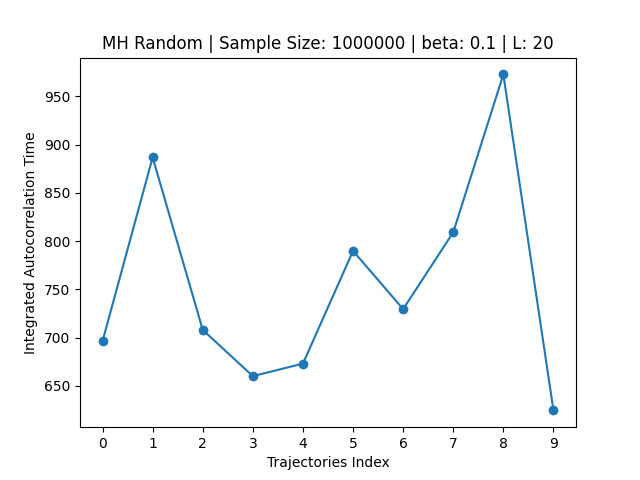 MH Random | Sample Size: 1000000 | beta: 0.1 | L: 20
Integrated Autocorrelation Time
950
900
850
800
750
700
650
0 1 2 3 4 5 6 7 8 9
Trajectories Index